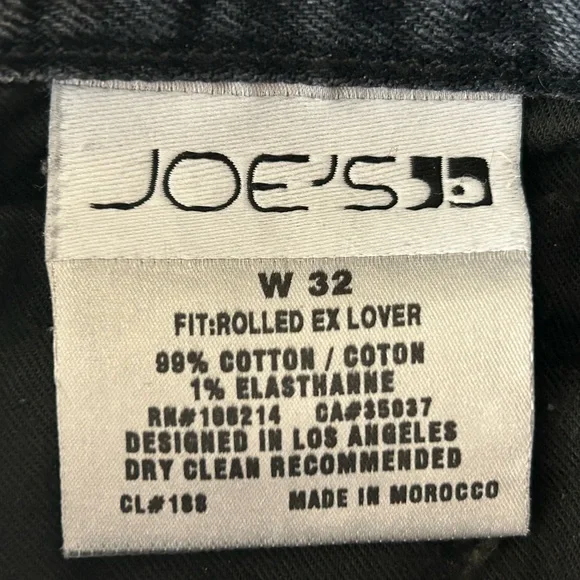 JOE'S
W 32
FIT:ROLLED EX LOVER
99% COTTON / COTON
1% ELASTHANNE
RN#106214 CA#35037
DESIGNED IN LOS ANGELES
DRY CLEAN RECOMMENDED
CL#188 MADE IN MOROCCO